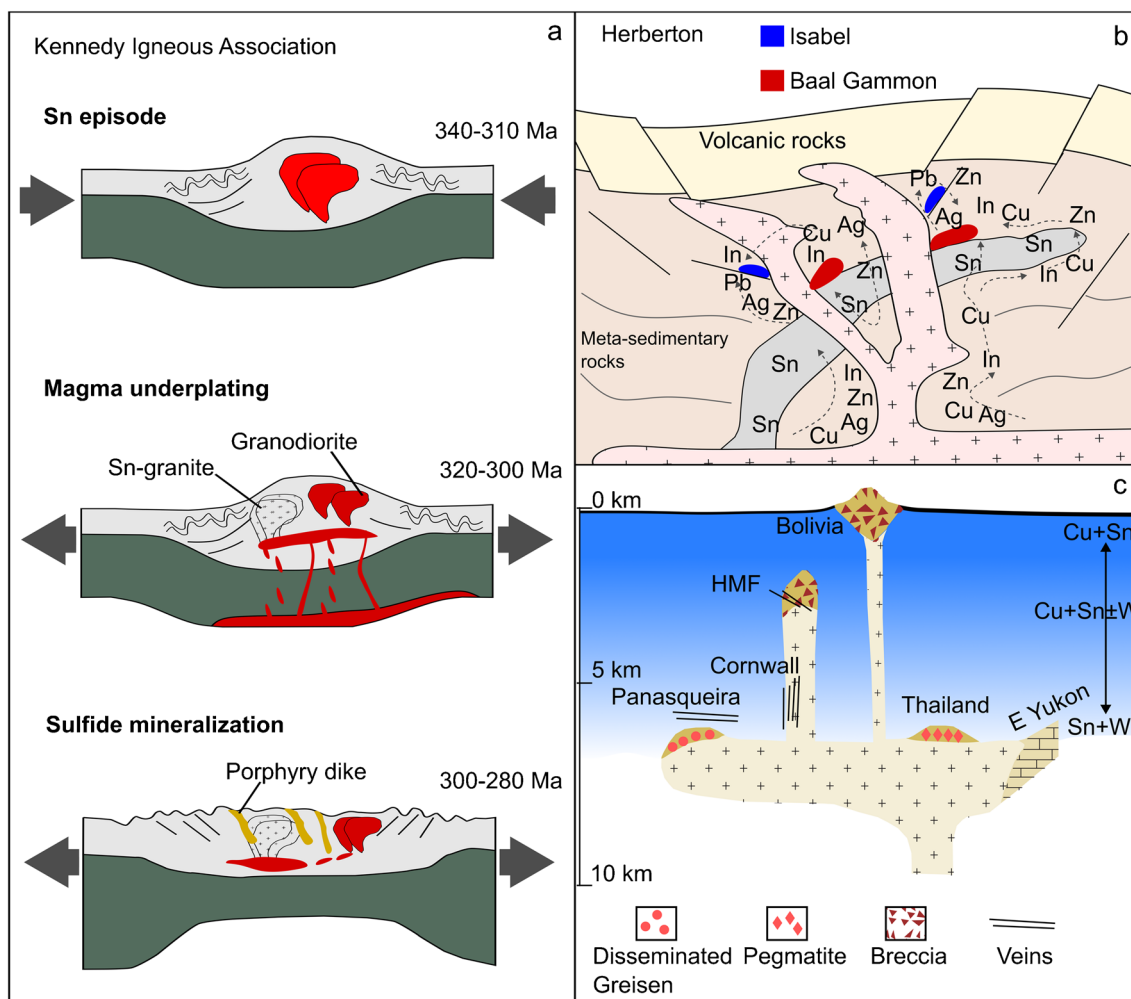 a
Kennedy Igneous Association
Sn episode
340-310 Ma
Magma underplating
Granodiorite
320-300 Ma
Sn-granite
Sulfide mineralization
Porphyry dike
300-280 Ma
Herberton
Isabel
b
Baal Gammon
Volcanic rocks
Pb
Zn
In
Ag
Cu
Zn
Cu
Ag
In
In
Sn
Sn
Zn
In
Cu
Pb
Ag
Zn
Sn
Cu
Meta-sedimentary
rocks
In
In
Sn
Zn
Zn
Sn
Ag
Cu
Cu
Ag
c
0 km
Bolivia
Cu+Sn
HMF
Cu+Sn±W
Cornwall
5 km
Panasqueira
Thailand
E Yukon
Sn+W
10 km
Disseminated
Greisen
Pegmatite
Breccia
Veins